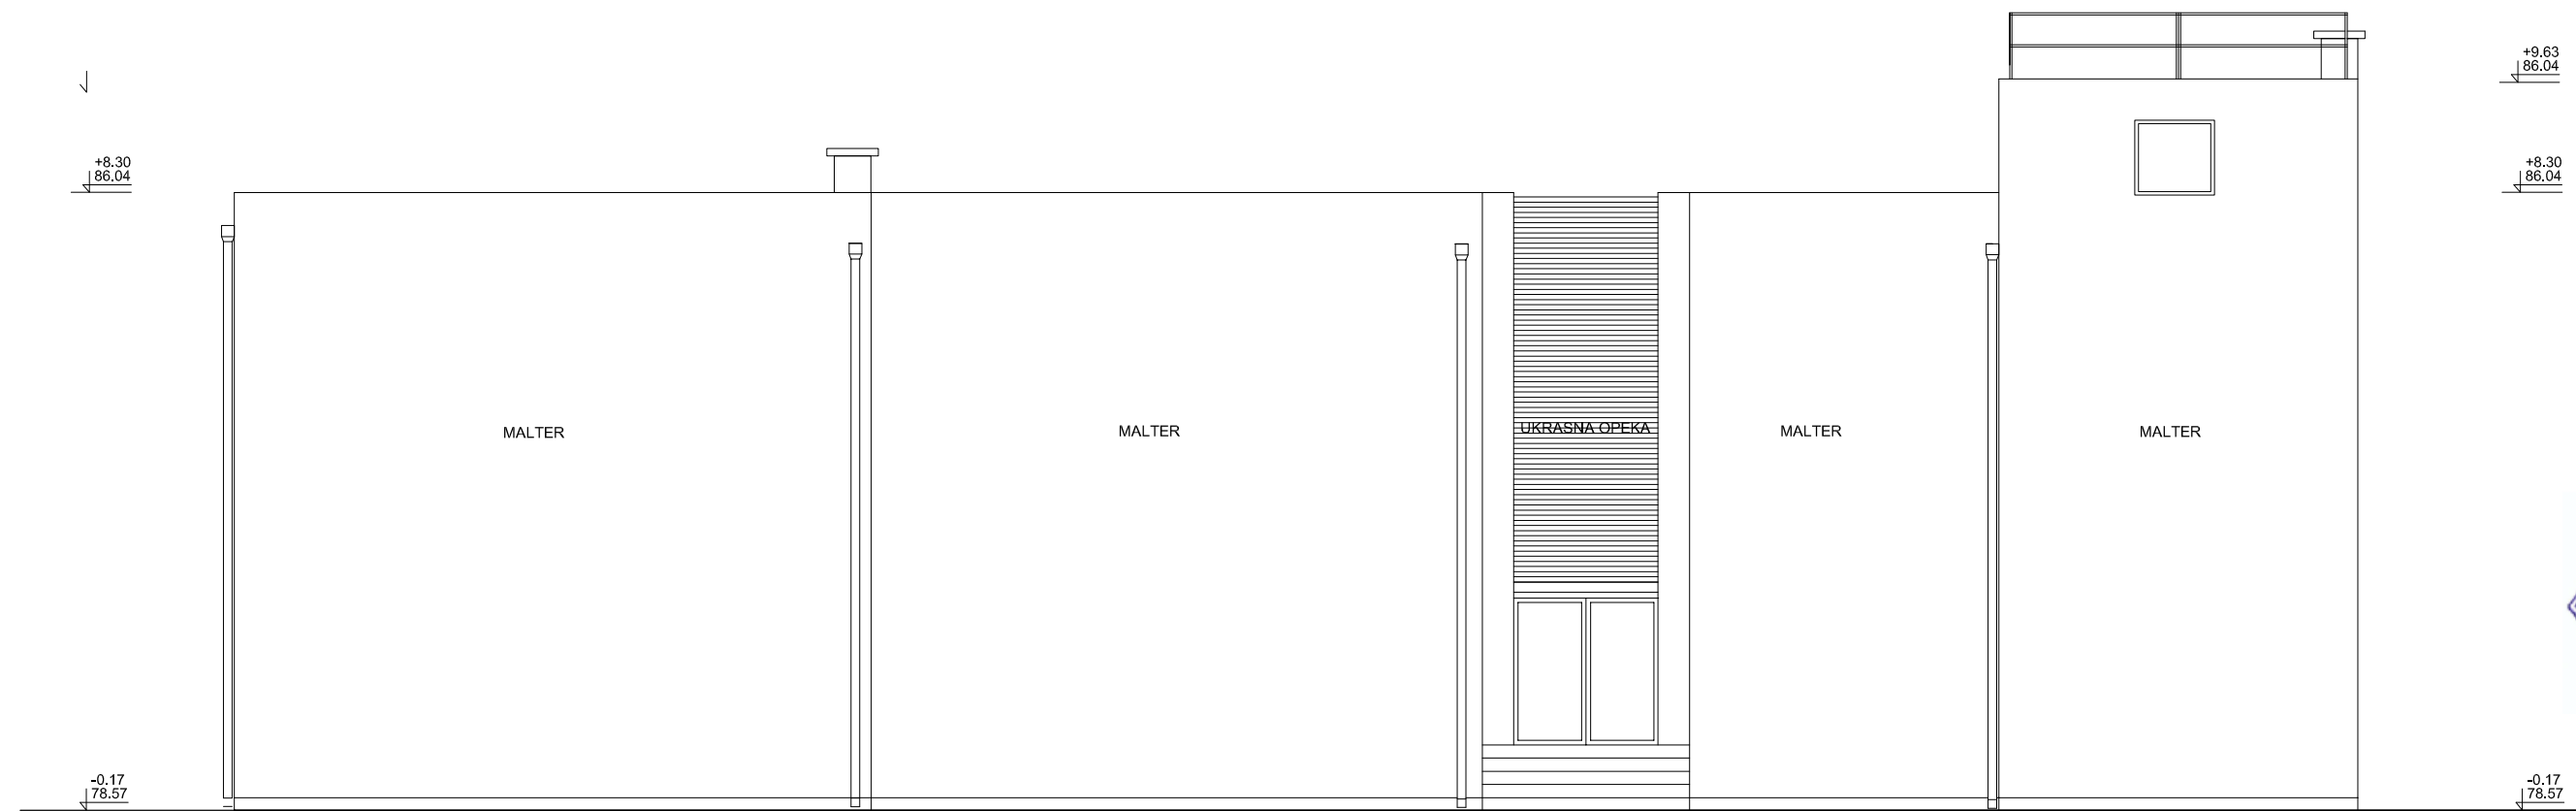 +9.63
86.04
+8.30
86.04
+8.30
86.04
MALTER
MALTER
UKRASNA OPEKA
MALTER
MALTER
-0.17
78.57
-0.17
78.57